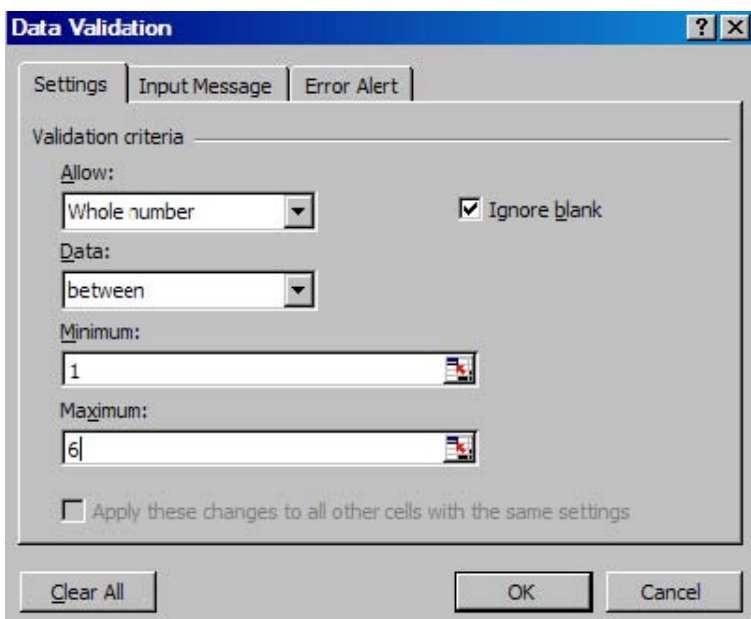 Data Validation
Settings Input Message Error Alert
Validation criteria
Allow:
Whole number Ignore blank
Data:
between
Minimum:
1
Maximum:
6
Apply these changes to all other cells with the same settings
Clear All OK Cancel